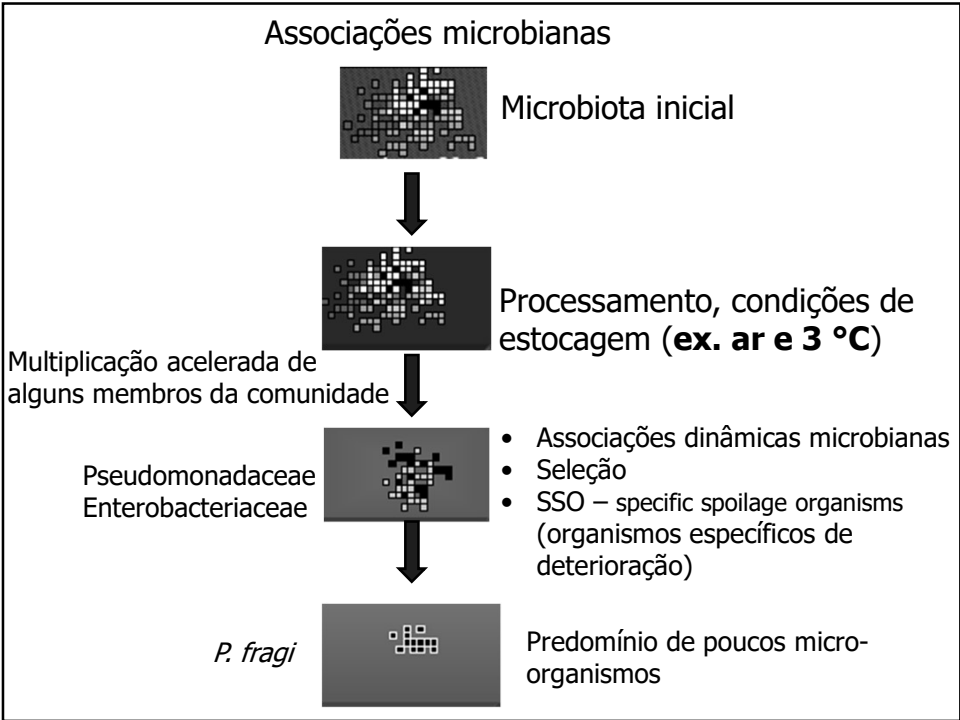 Associações microbianas
Microbiota inicial
Processamento, condições de
estocagem (ex. ar e 3 °C)
Multiplicação acelerada de
alguns membros da comunidade
Pseudomonadaceae
Enterobacteriaceae
• Associações dinâmicas microbianas
• Seleção
• SSO – specific spoilage organisms
(organismos específicos de
deterioração)
P. fragi
Predomínio de poucos micro-
organismos